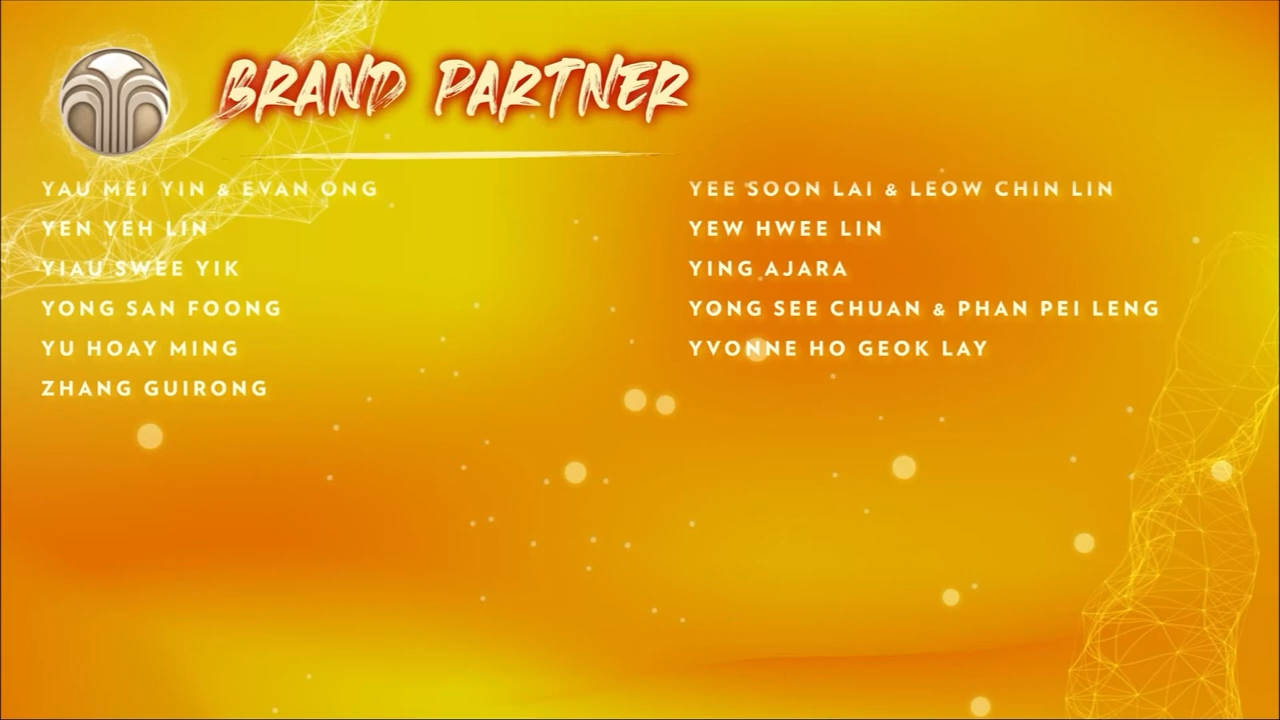 BRAND PARTNER
YAU MEI YIN & EVAN ONG
YEN YEH LIN
YIAU SWEE YIK
YONG SAN FOONG
YU HOAY MING
ZHANG GUIRONG
YEE SOON LAI & LEOW CHIN LIN
YEW HWEE LIN
YING AJARA
YONG SEE CHUAN & PHAN PEI LENG
YVONNE HO GEOK LAY